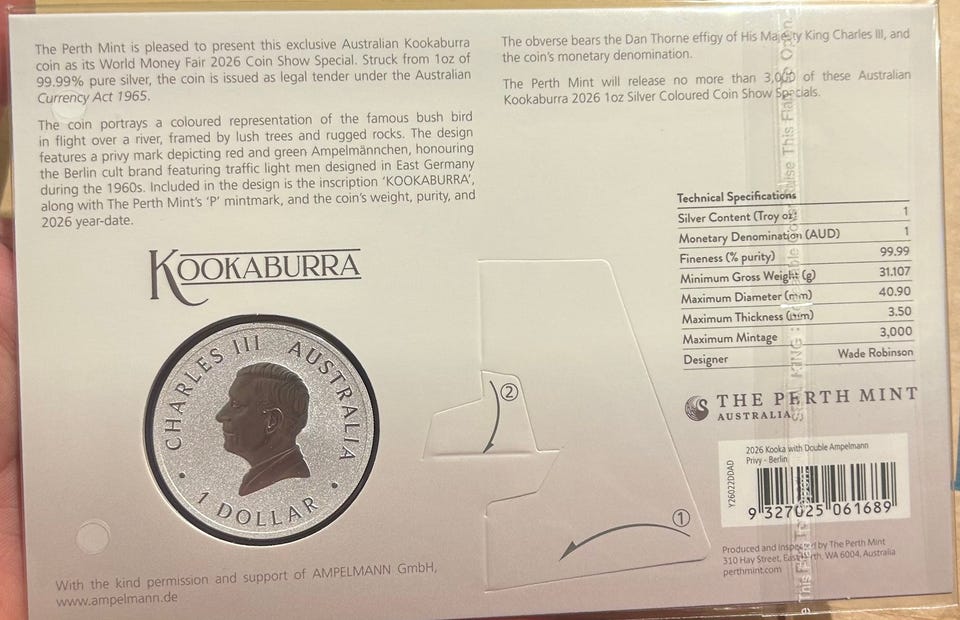 The Perth Mint is pleased to present this exclusive Australian Kookaburra
coin as its World Money Fair 2026 Coin Show Special. Struck from 1oz of
99.99% pure silver, the coin is issued as legal tender under the Australian
Currency Act 1965.
The coin portrays a coloured representation of the famous bush bird
in flight over a river, framed by lush trees and rugged rocks. The design
features a privy mark depicting red and green Ampelmännchen, honouring
the Berlin cult brand featuring traffic light men designed in East Germany
during the 1960s. Included in the design is the inscription ‘KOOKABURRA’,
along with The Perth Mint's ‘P’ mintmark, and the coin's weight, purity, and
2026 year-date.
The obverse bears the Dan Thorne effigy of His Majesty King Charles III, and
the coin's monetary denomination.
The Perth Mint will release no more than 3,000 of these Australian
Kookaburra 2026 1oz Silver Coloured Coin Show Specials.
KOOKABURRA
CHARLES III AUSTRALIA
1 DOLLAR
②
①
Technical Specifications
Silver Content (Troy oz) 1
Monetary Denomination (AUD) 1
Fineness (% purity) 99.99
Minimum Gross Weight (g) 31.107
Maximum Diameter (mm) 40.90
Maximum Thickness (mm) 3.50
Maximum Mintage 3,000
Designer Wade Robinson
THE PERTH MINT
AUSTRALIA
2026 Kooka with Double Ampelmann
Privy - Berlin
Y26022DDAD
9 327025 061689
Produced and Inspected by The Perth Mint
310 Hay Street, East Perth, WA 6004, Australia
perthmint.com
With the kind permission and support of AMPELMANN GmbH,
www.ampelmann.de
This Flap To Open